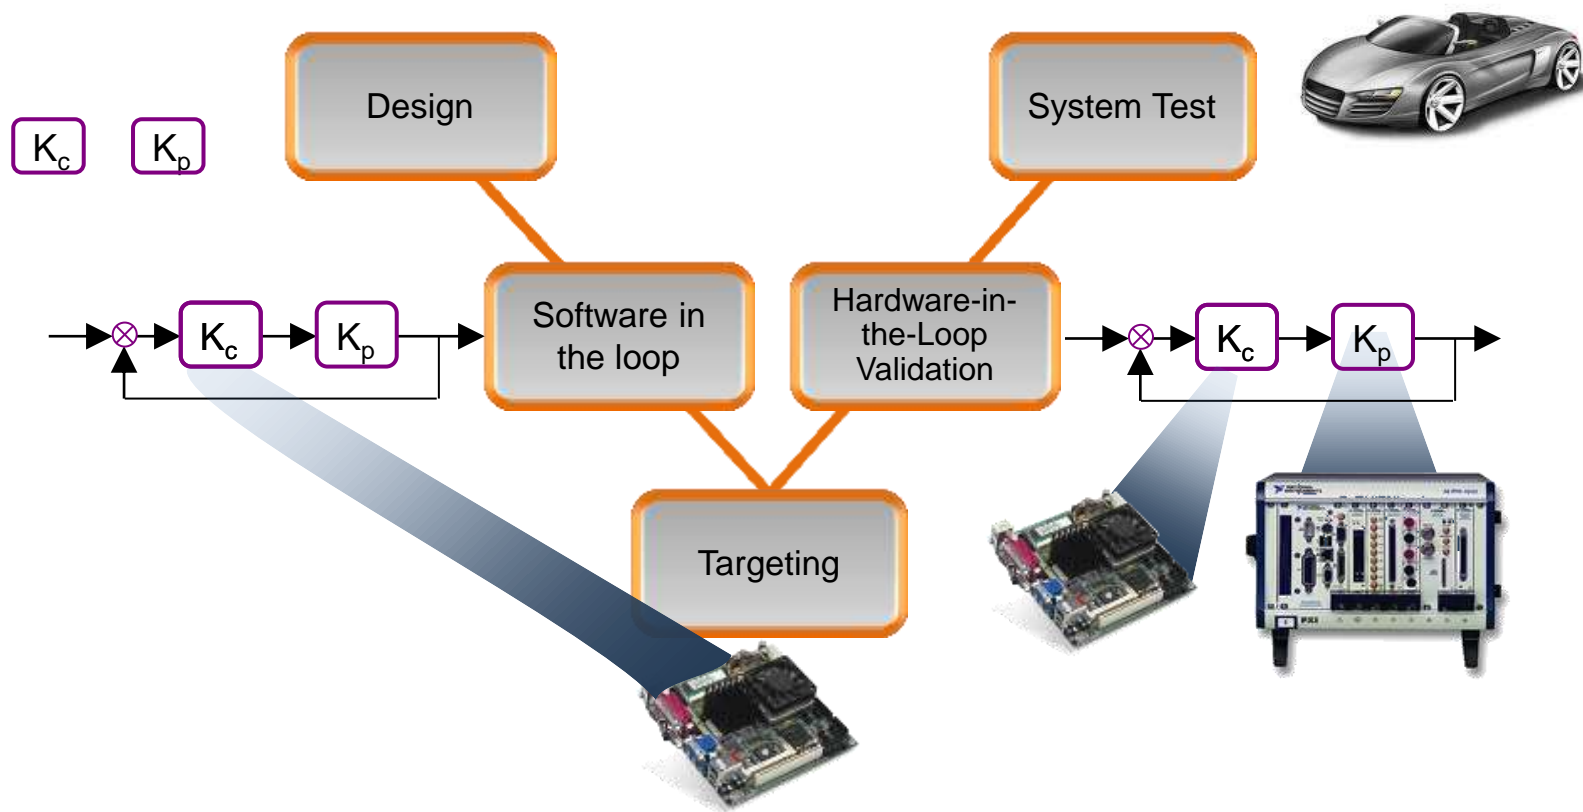 Design
System Test
Kc
Kp
Software in
the loop
Hardware-in-
the-Loop
Validation
Kc
Kp
Kc
Kp
Targeting
PXI